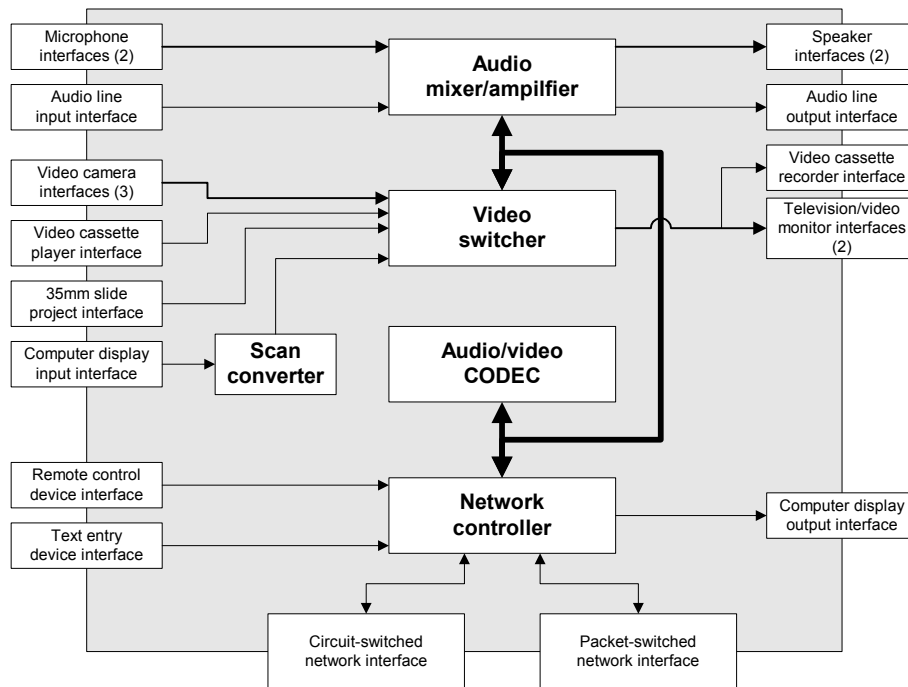 Microphone
interfaces (2)
Audio
mixer/ampilfier
Speaker
interfaces (2)
Audio line
input interface
Audio line
output interface
Video camera
interfaces (3)
Video
switcher
Video cassette
recorder interface
Video cassette
player interface
Television/video
monitor interfaces
(2)
35mm slide
project interface
Computer display
input interface
Scan
converter
Audio/video
CODEC
Remote control
device interface
Network
controller
Computer display
output interface
Text entry
device interface
Circuit-switched
network interface
Packet-switched
network interface